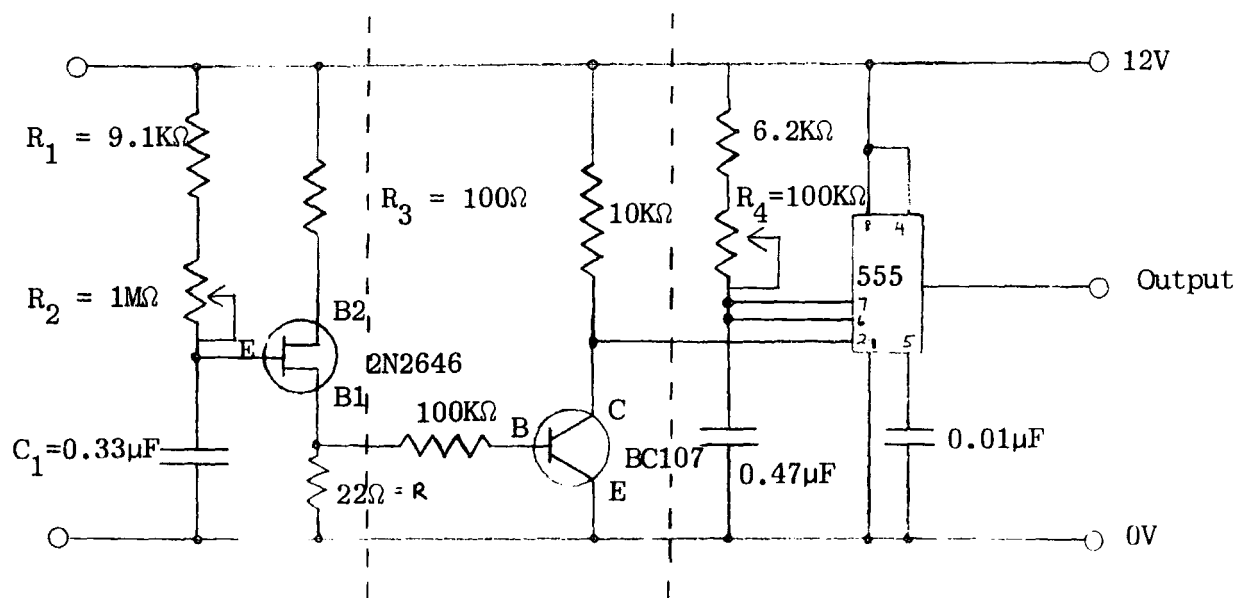 12V
R1 = 9.1KΩ
6.2KΩ
R3 = 100Ω
10KΩ
R4=100KΩ
8 4
555
Output
R2 = 1MΩ
7
6
B2
E
2 1 5
2N2646
B1
100KΩ
B
C
C1=0.33µF
BC107
0.01µF
0.47µF
22Ω = R
E
0V